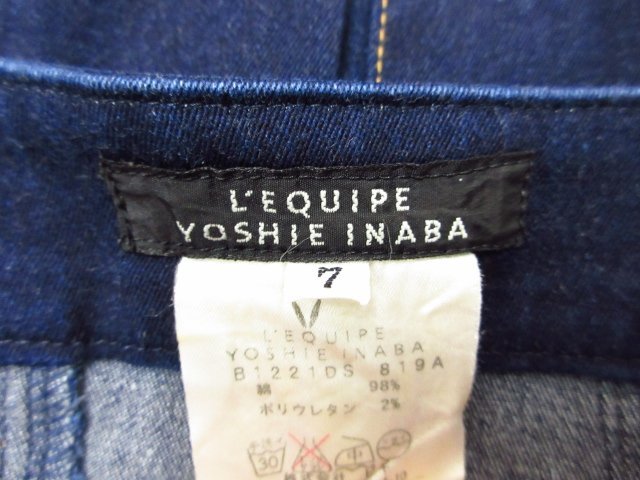 L'EQUIPE
YOSHIE INABA
7
L'EQUIPE
YOSHIE INABA
B1221DS 819A
綿 98%
ポリウレタン 2%
30 中